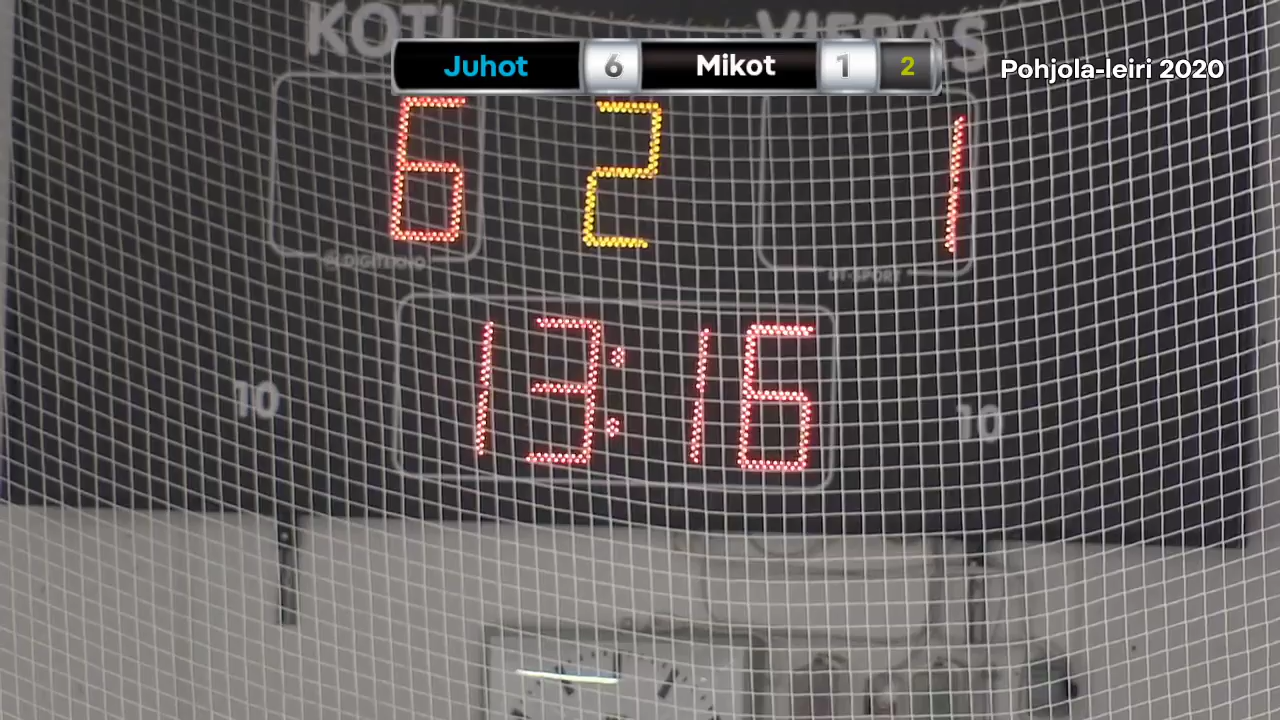 KOTI VIERAS
Juhot 6 Mikot 1 2
Pohjola-leiri 2020
6 2 1
13:16
10 10